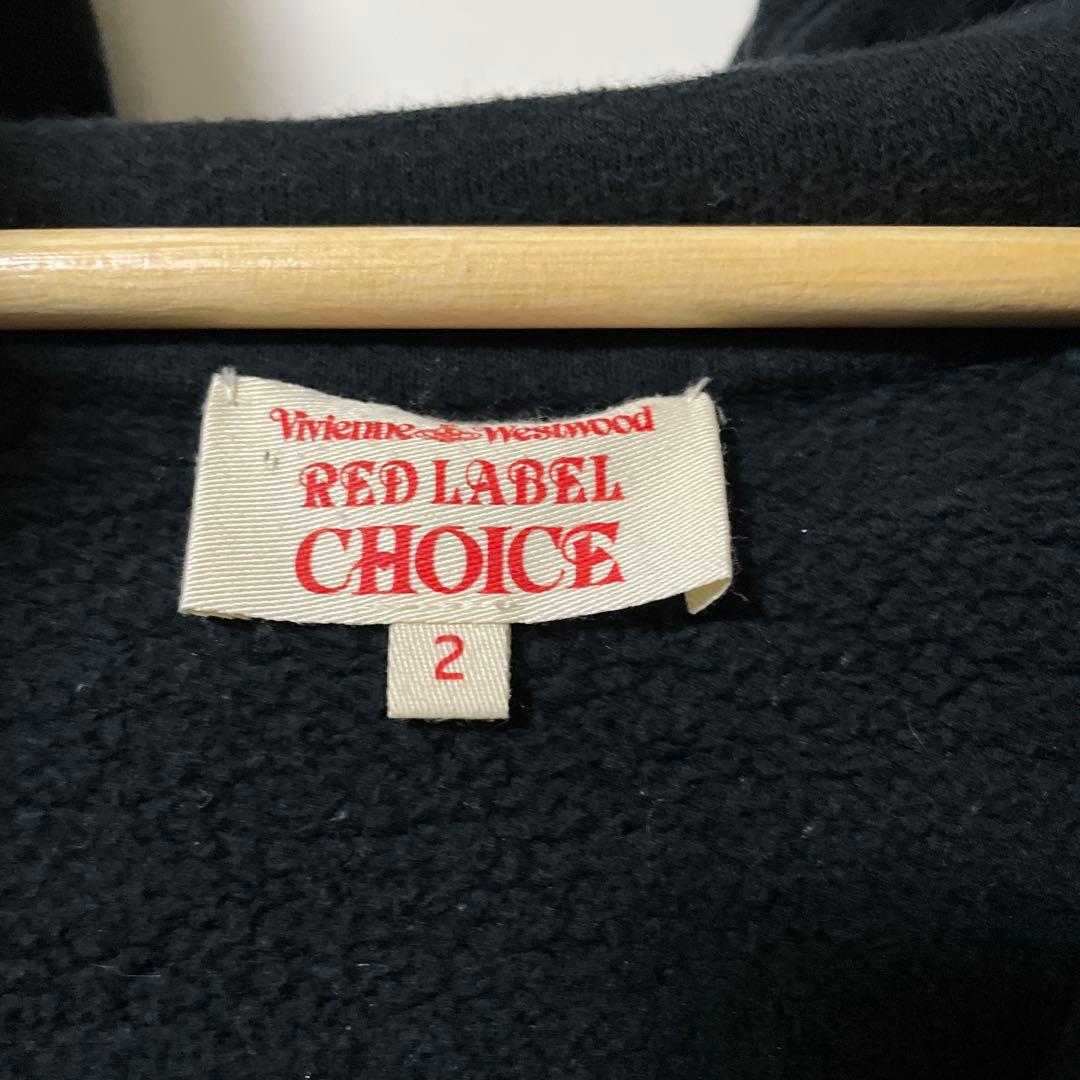 Vivienne Westwood
RED LABEL
CHOICE
2